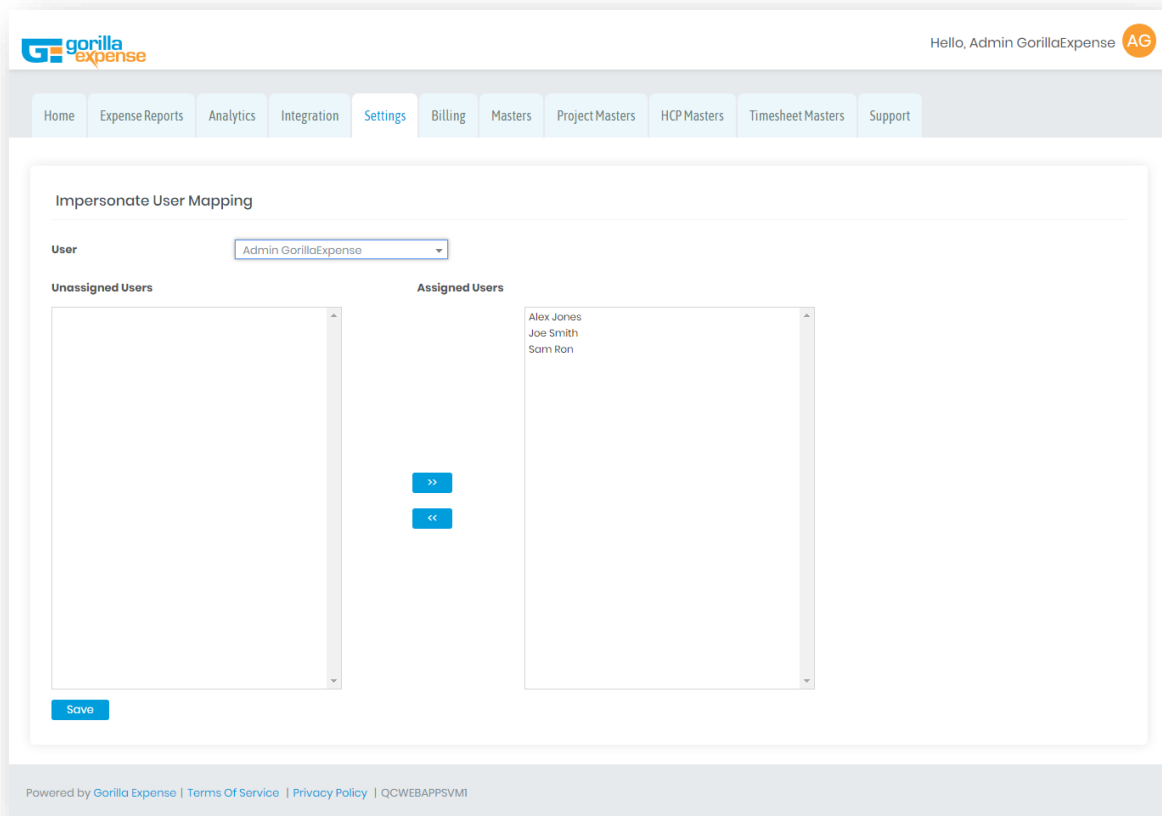 gorilla
expense
Hello, Admin GorillaExpense AG
Home Expense Reports Analytics Integration Settings Billing Masters Project Masters HCP Masters Timesheet Masters Support
Impersonate User Mapping
User Admin GorillaExpense
Unassigned Users Assigned Users
Alex Jones
Joe Smith
Sam Ron
>>
<<
Save
Powered by Gorilla Expense | Terms Of Service | Privacy Policy | QCWEBAPPSVM1